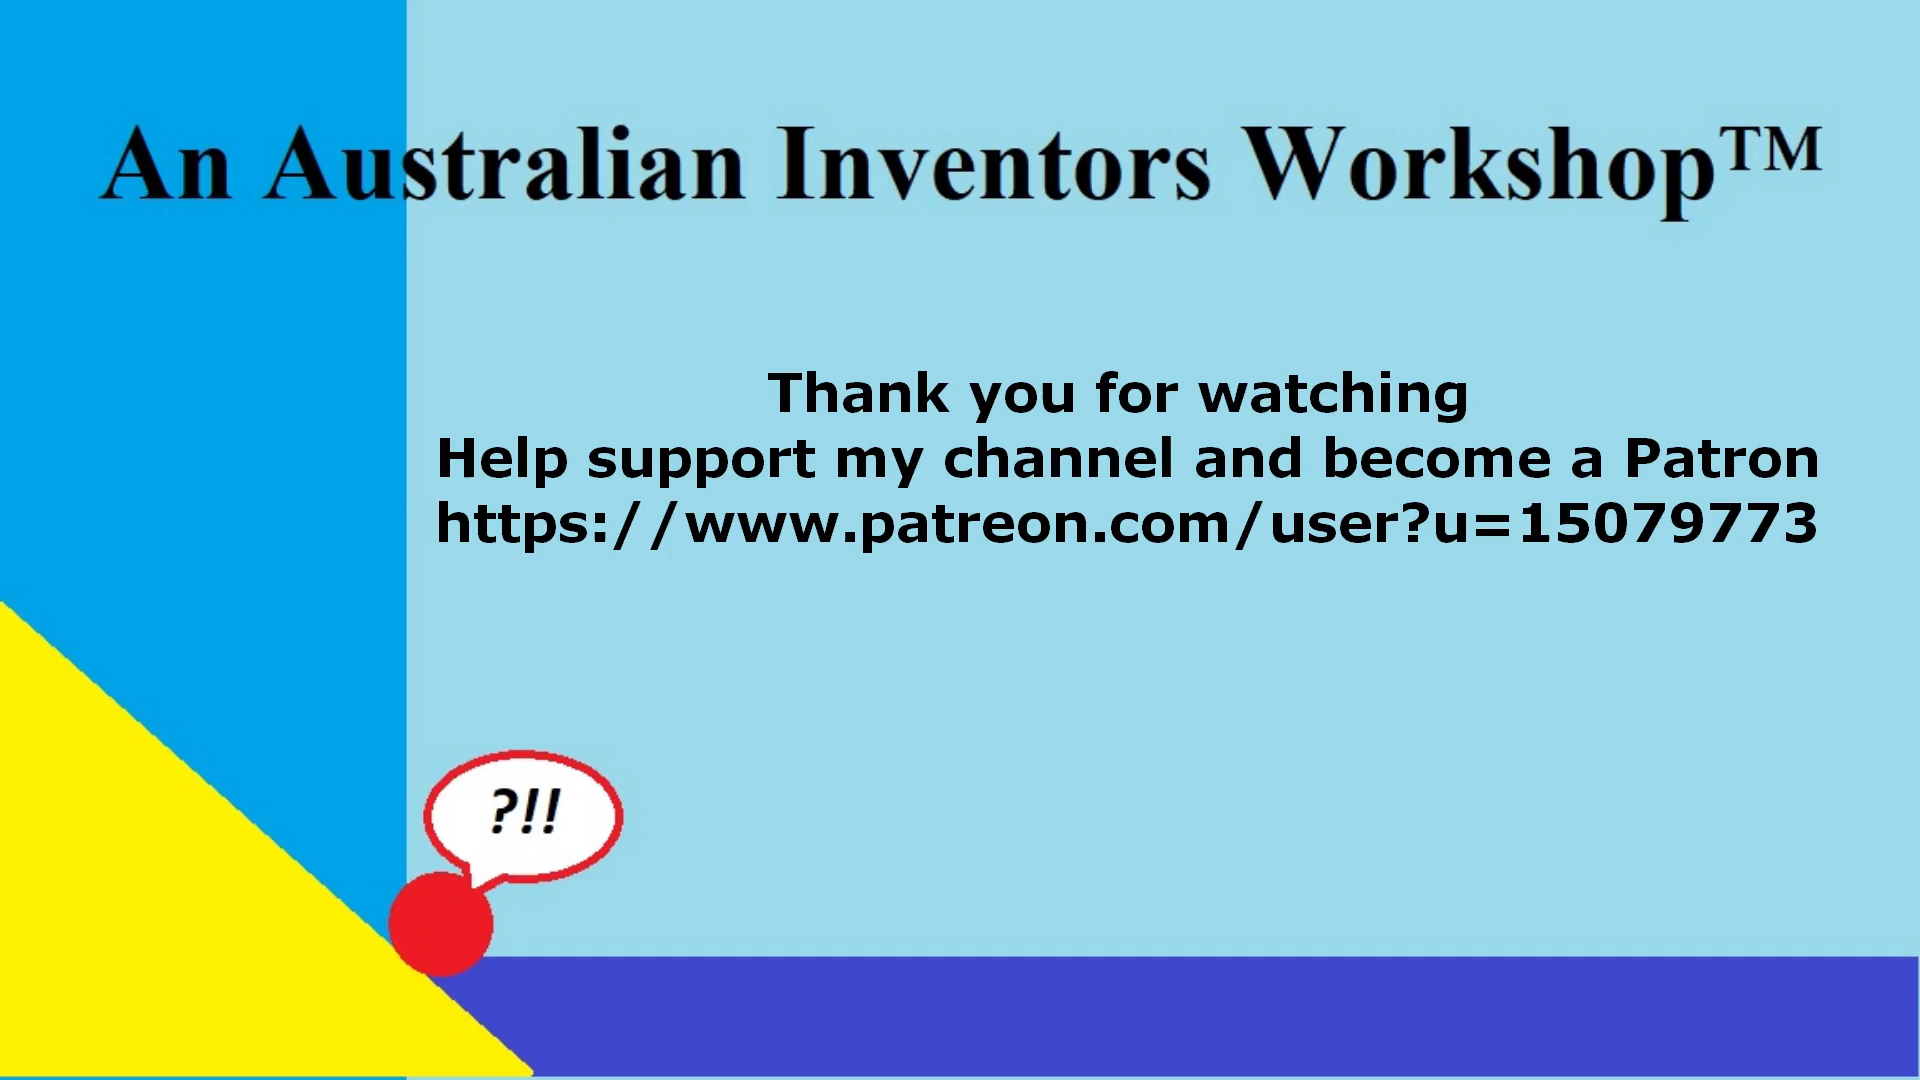 An Australian Inventors Workshop™
Thank you for watching
Help support my channel and become a Patron
https://www.patreon.com/user?u=15079773
?!!